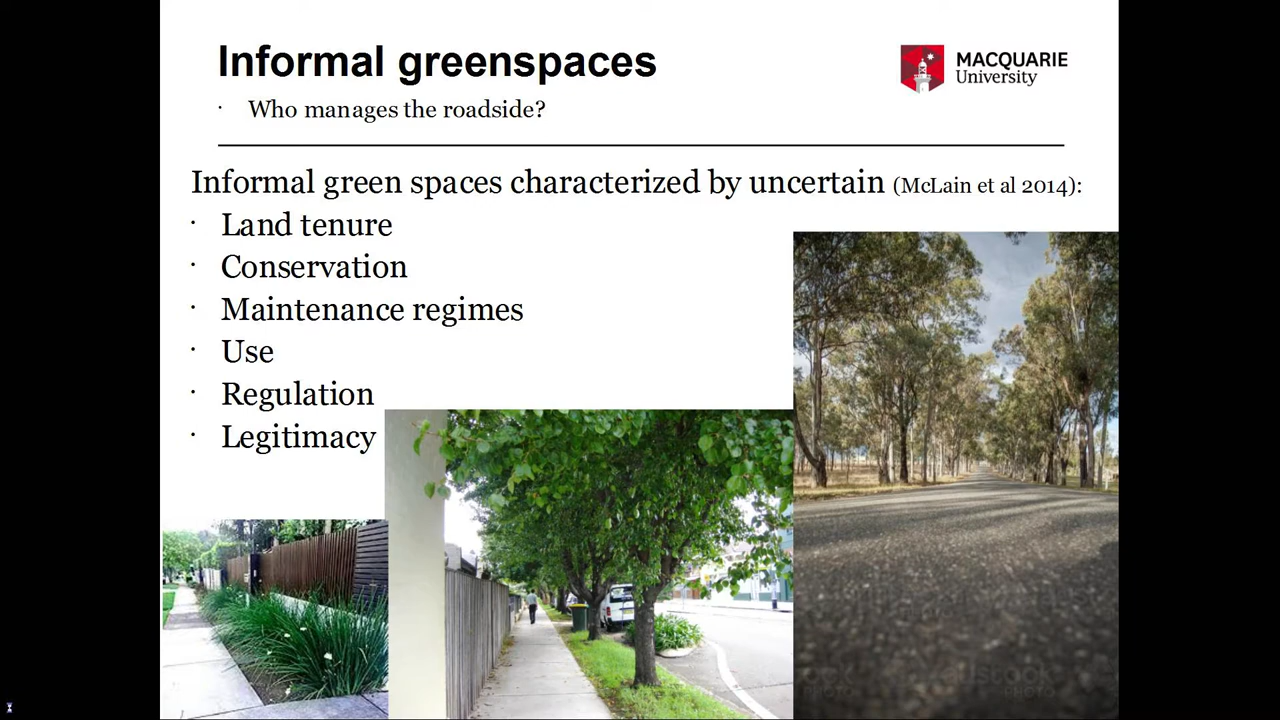 Informal greenspaces
MACQUARIE
University
· Who manages the roadside?
Informal green spaces characterized by uncertain (McLain et al 2014):
· Land tenure
· Conservation
· Maintenance regimes
· Use
· Regulation
· Legitimacy
PHOTO